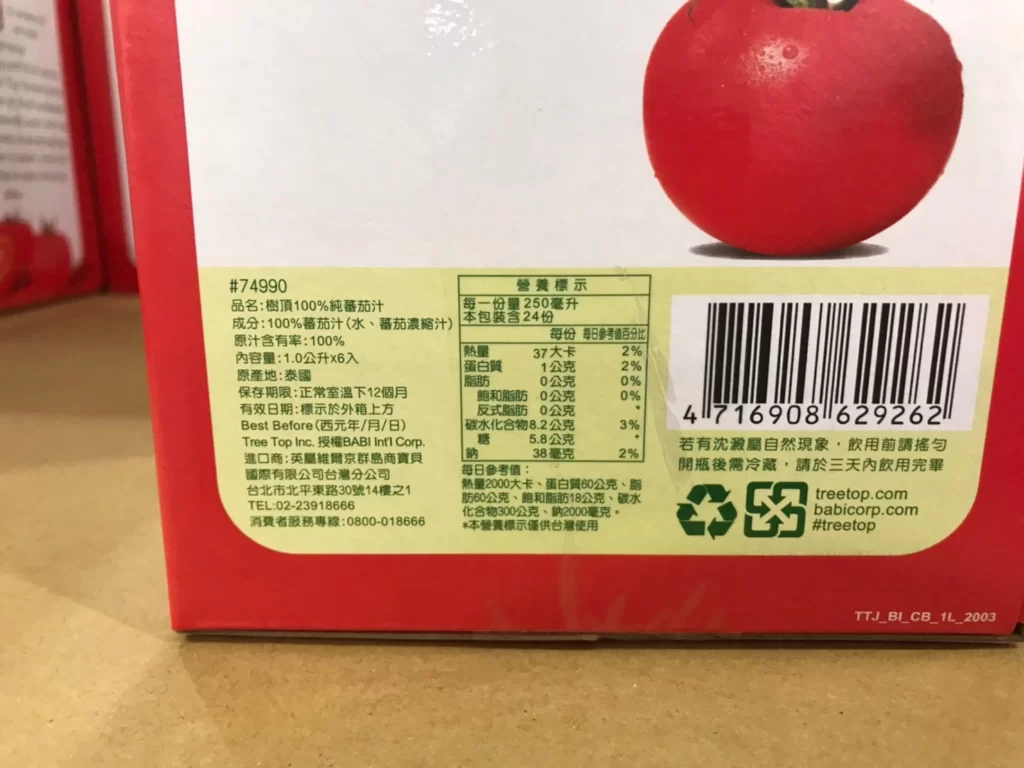 #74990
品名:樹頂100%純蕃茄汁
成分:100%蕃茄汁(水、蕃茄濃縮汁)
原汁含有率:100%
內容量:1.0公升x6入
原產地:泰國
保存期限:正常室溫下12個月
有效日期:標示於外箱上方
Best Before(西元年/月/日)
Tree Top Inc. 授權BABI Int'l Corp.
進口商:英屬維爾京群島商寶貝
國際有限公司台灣分公司
台北市北平東路30號14樓之1
TEL:02-23918666
消費者服務專線:0800-018666
營養標示
每一份量250毫升
本包裝含24份
每份 每日參考值百分比
熱量 37大卡 2%
蛋白質 1公克 2%
脂肪 0公克 0%
飽和脂肪 0公克 0%
反式脂肪 0公克 *
碳水化合物8.2公克 3%
糖 5.8公克 *
鈉 38毫克 2%
每日參考值:
熱量2000大卡、蛋白質60公克、脂
肪60公克、飽和脂肪18公克、碳水
化合物300公克、鈉2000毫克。
*本營養標示僅供台灣使用
4 716908 629262
若有沈澱屬自然現象,飲用前請搖勻
開瓶後需冷藏,請於三天內飲用完畢
treetop.com
babicorp.com
#treetop
TTJ_BI_CB_1L_2003